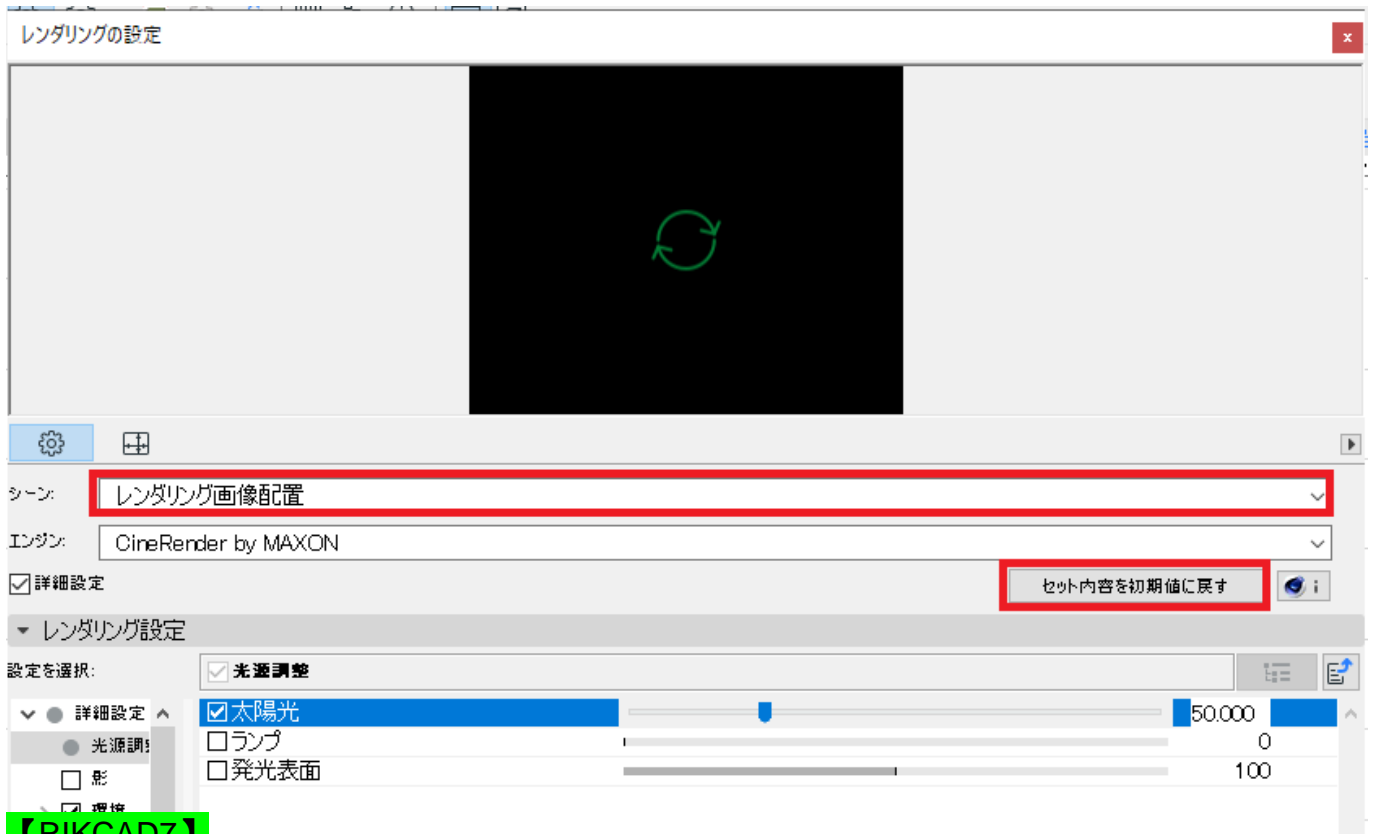 レンダリングの設定
シーン:
レンダリング画像配置
エンジン:
CineRender by MAXON
詳細設定
セット内容を初期値に戻す
i
レンダリング設定
設定を選択:
光源調整
詳細設定
太陽光
50.000
光源調
ランプ
0
影
発光表面
100
環境
【BIKCAD7】